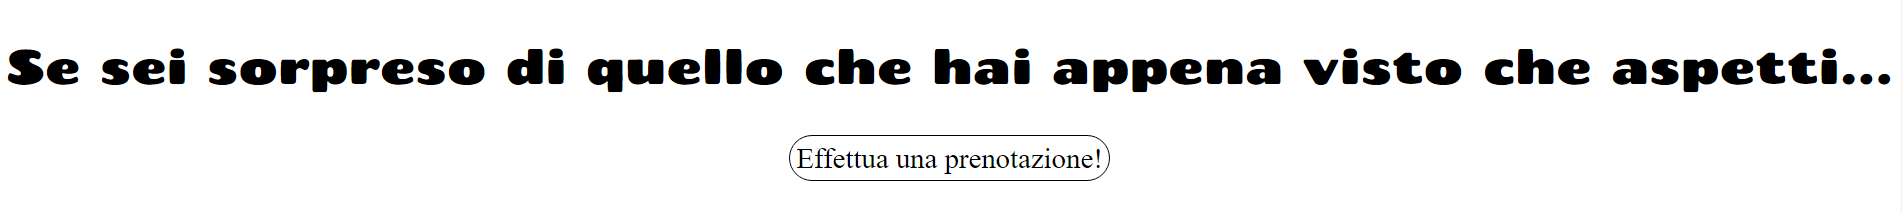 Se sei sorpreso di quello che hai appena visto che aspetti...
Effettua una prenotazione!